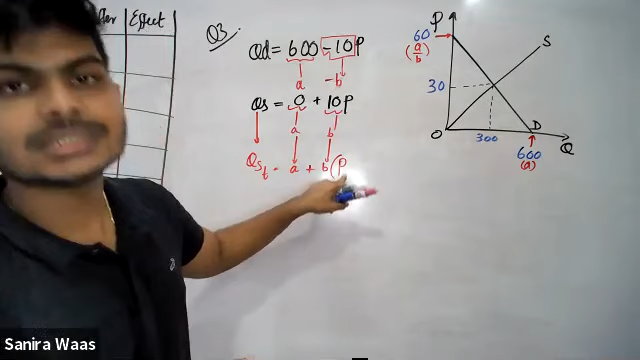 Effect
Q3.
Qd = 600 - 10P
a -b
Qs = 0 + 10P
a b
Qst = a + b(P
P
60
(a/b)
30
O
S
D
300
600
(a)
Q
Sanira Waas